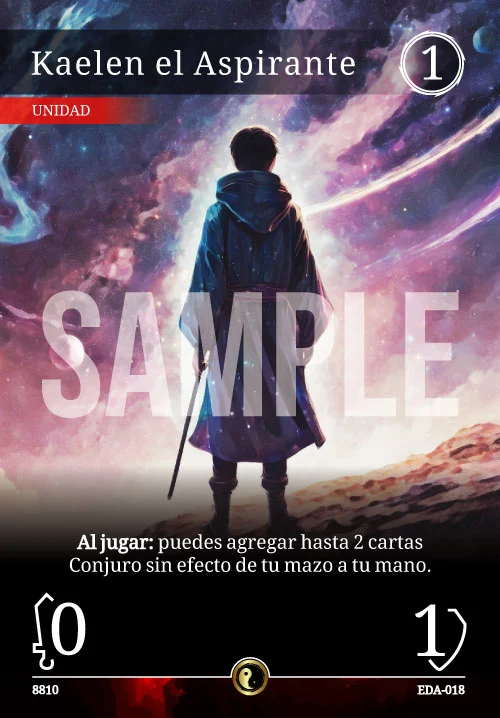 Kaelen el Aspirante
1
UNIDAD
SAMPLE
Al jugar: puedes agregar hasta 2 cartas
Conjuro sin efecto de tu mazo a tu mano.
0
1
8810
EDA-018